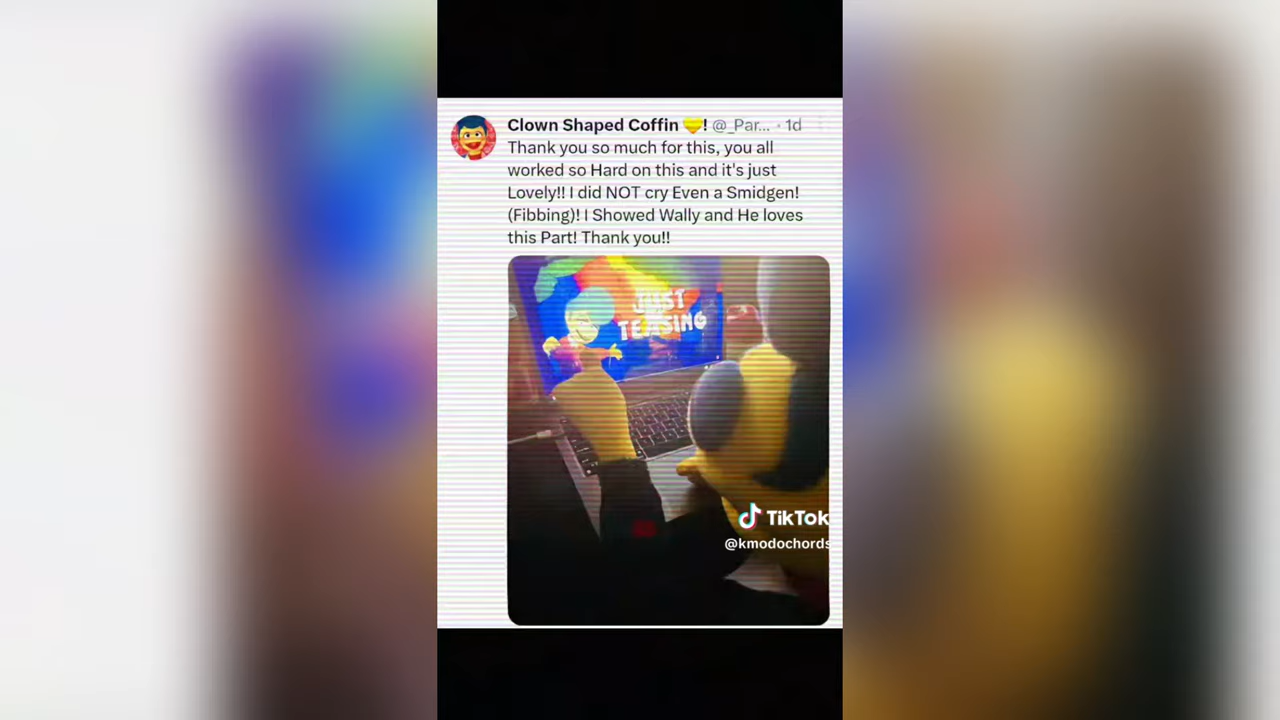 Clown Shaped Coffin 💛! @_Par... · 1d
Thank you so much for this, you all
worked so Hard on this and it's just
Lovely!! I did NOT cry Even a Smidgen!
(Fibbing)! I Showed Wally and He loves
this Part! Thank you!!
JUST
TEASING
TikTok
@kmodochords